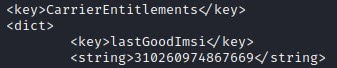 <key>CarrierEntitlements</key>
<dict>
<key>lastGoodImsi</key>
<string>310260974867669</string>